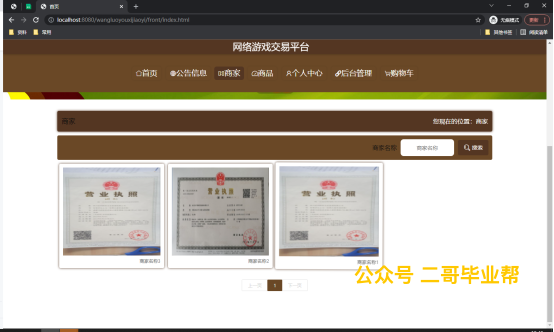 首页
localhost:8080/wangluoyouxijiaoyi/front/index.html
无痕模式
更新
资料
常用
其他书签
阅读清单
网络游戏交易平台
首页
公告信息
商家
商品
个人中心
后台管理
购物车
商家
您现在的位置：商家
商家名称
商家名称
搜索
营业执照
营业执照
营业执照
商家名称3
商家名称2
商家名称1
上一页
1
下一页
公众号 二哥毕业帮